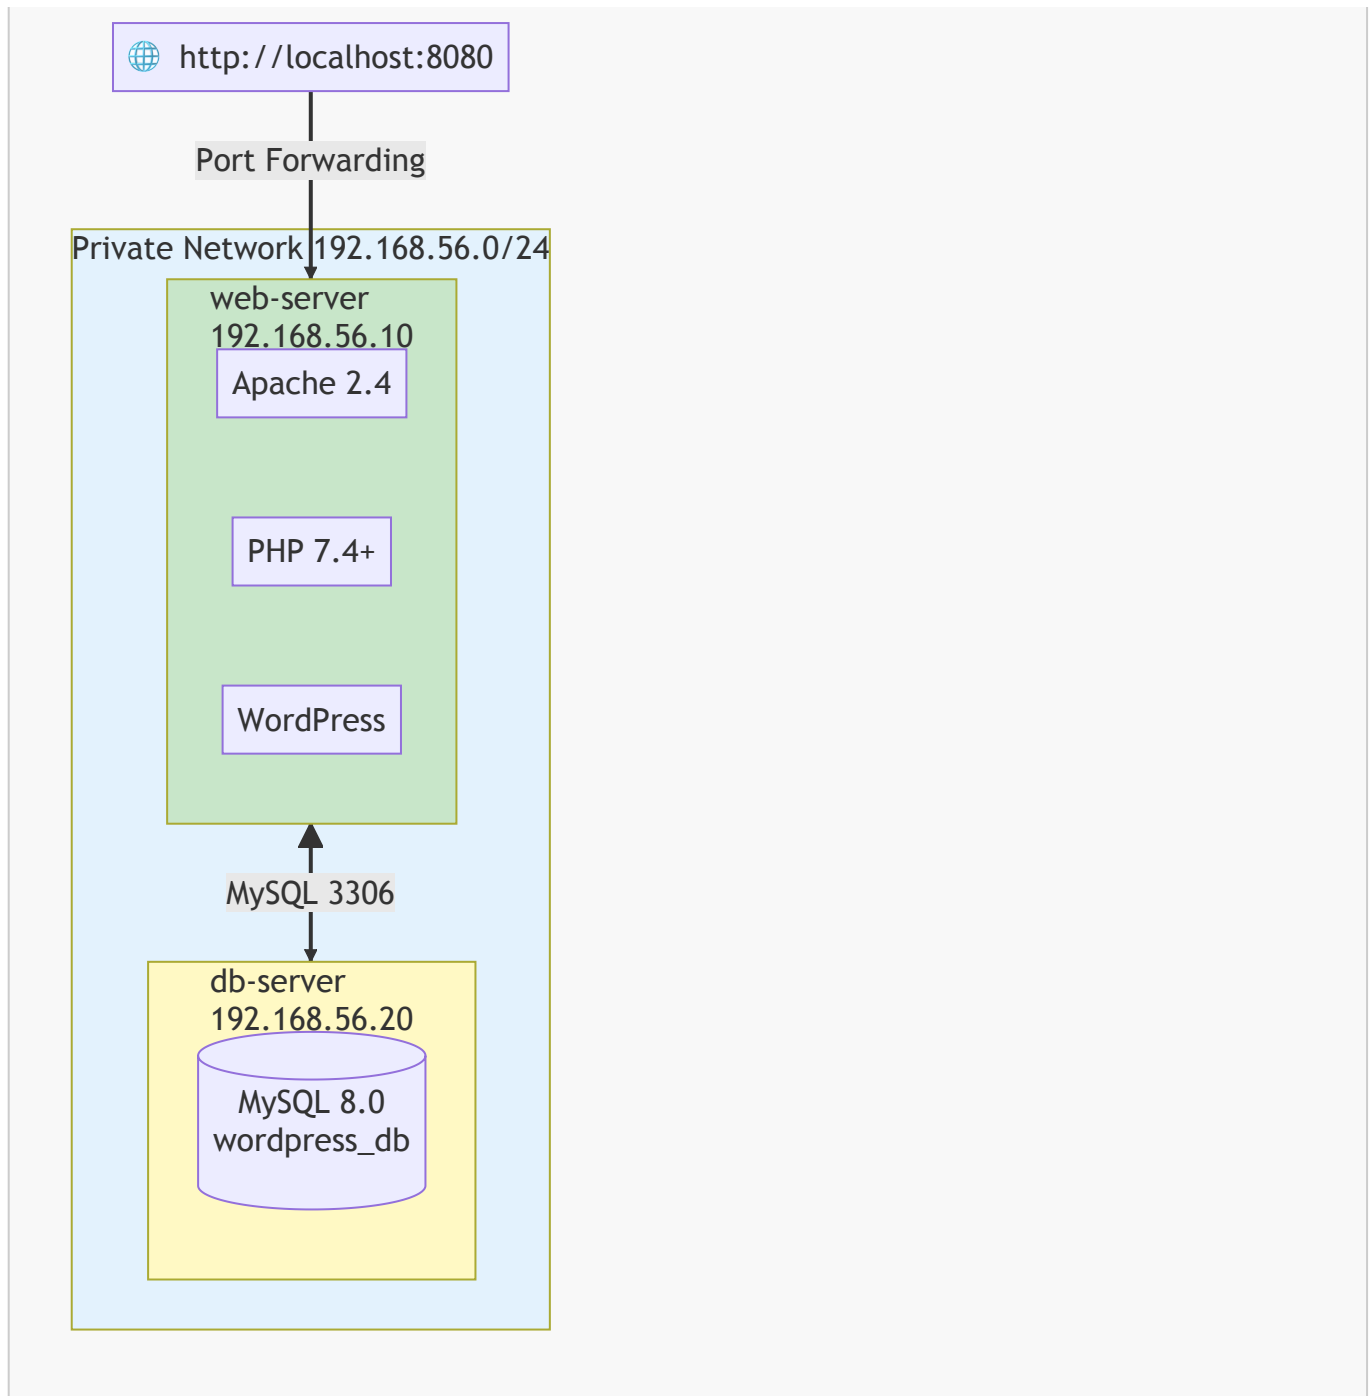 http://localhost:8080
Port Forwarding
Private Network 192.168.56.0/24
web-server
192.168.56.10
Apache 2.4
PHP 7.4+
WordPress
MySQL 3306
db-server
192.168.56.20
MySQL 8.0
wordpress_db